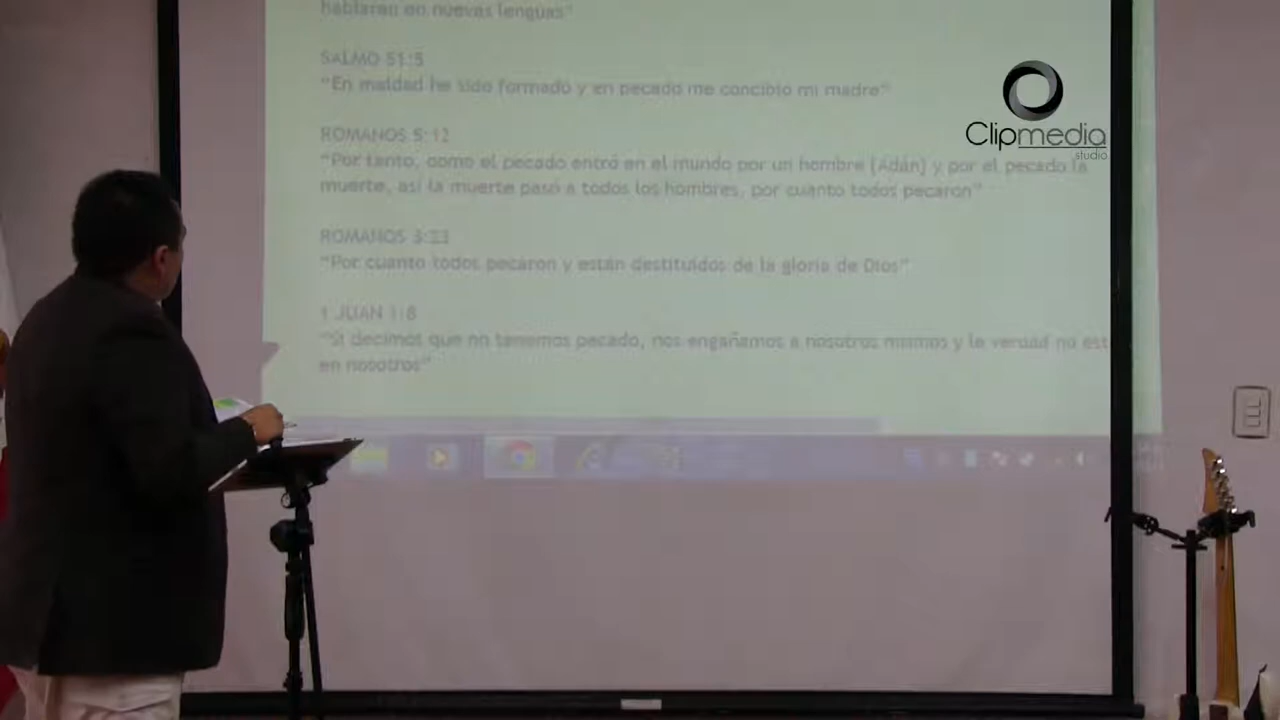 hablaran en nuevas lenguas"
SALMO 51:5
"En maldad he sido formado y en pecado me concibio mi madre"
ROMANOS 5:12
"Por tanto, como el pecado entró en el mundo por un hombre (Adán) y por el pecado la
muerte, así la muerte pasó a todos los hombres, por cuanto todos pecaron"
ROMANOS 3:23
"Por cuanto todos pecaron y están destituidos de la gloria de Dios"
1 JUAN 1:8
"Si decimos que no tenemos pecado, nos engañamos a nosotros mismos y la verdad no est
en nosotros"
Clipmedia
studio